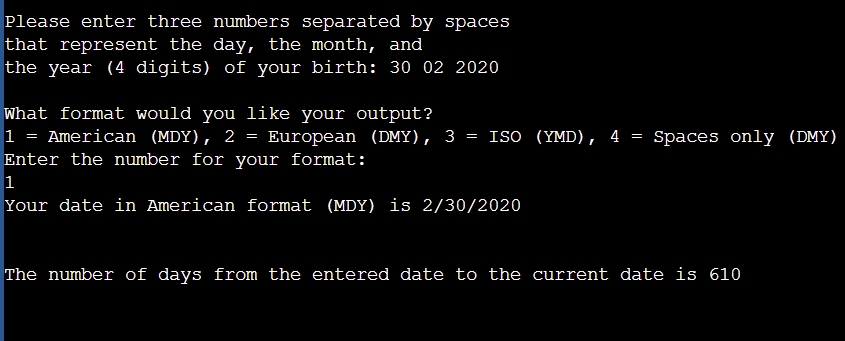 Please enter three numbers separated by spaces
that represent the day, the month, and
the year (4 digits) of your birth: 30 02 2020
What format would you like your output?
1 = American (MDY), 2 = European (DMY), 3 = ISO (YMD), 4 = Spaces only (DMY)
Enter the number for your format:
1
Your date in American format (MDY) is 2/30/2020
The number of days from the entered date to the current date is 610